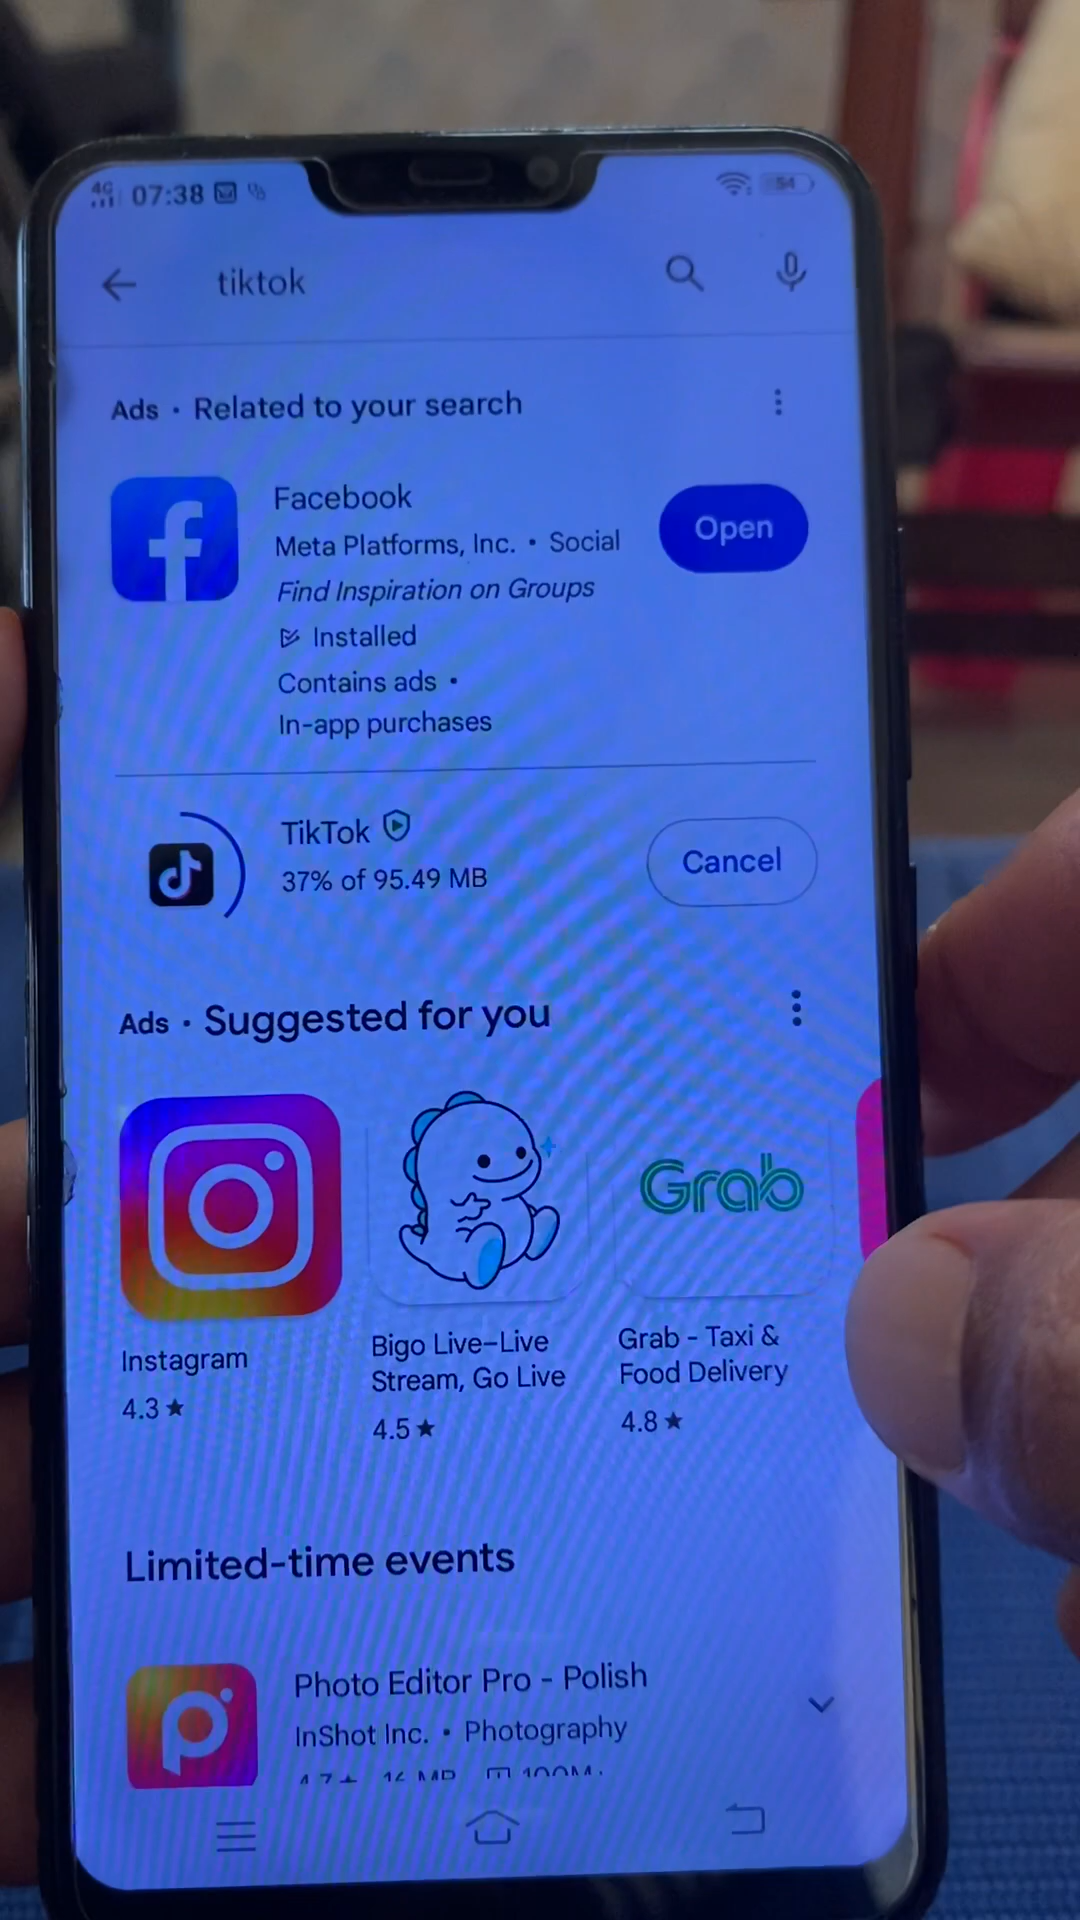 4G 07:38 54
tiktok
Ads · Related to your search
Facebook
Meta Platforms, Inc. · Social
Find Inspiration on Groups
Installed
Contains ads ·
In-app purchases
Open
TikTok
37% of 95.49 MB
Cancel
Ads · Suggested for you
Grab
Instagram
4.3 ★
Bigo Live–Live
Stream, Go Live
4.5 ★
Grab - Taxi &
Food Delivery
4.8 ★
Limited-time events
Photo Editor Pro - Polish
InShot Inc. · Photography